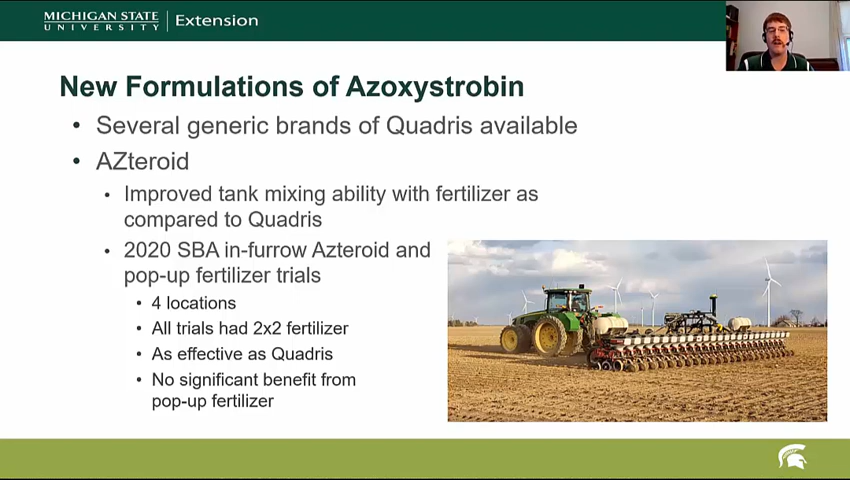 MICHIGAN STATE
UNIVERSITY
Extension
New Formulations of Azoxystrobin
• Several generic brands of Quadris available
• AZteroid
• Improved tank mixing ability with fertilizer as
compared to Quadris
• 2020 SBA in-furrow Azteroid and
pop-up fertilizer trials
• 4 locations
• All trials had 2x2 fertilizer
• As effective as Quadris
• No significant benefit from
pop-up fertilizer